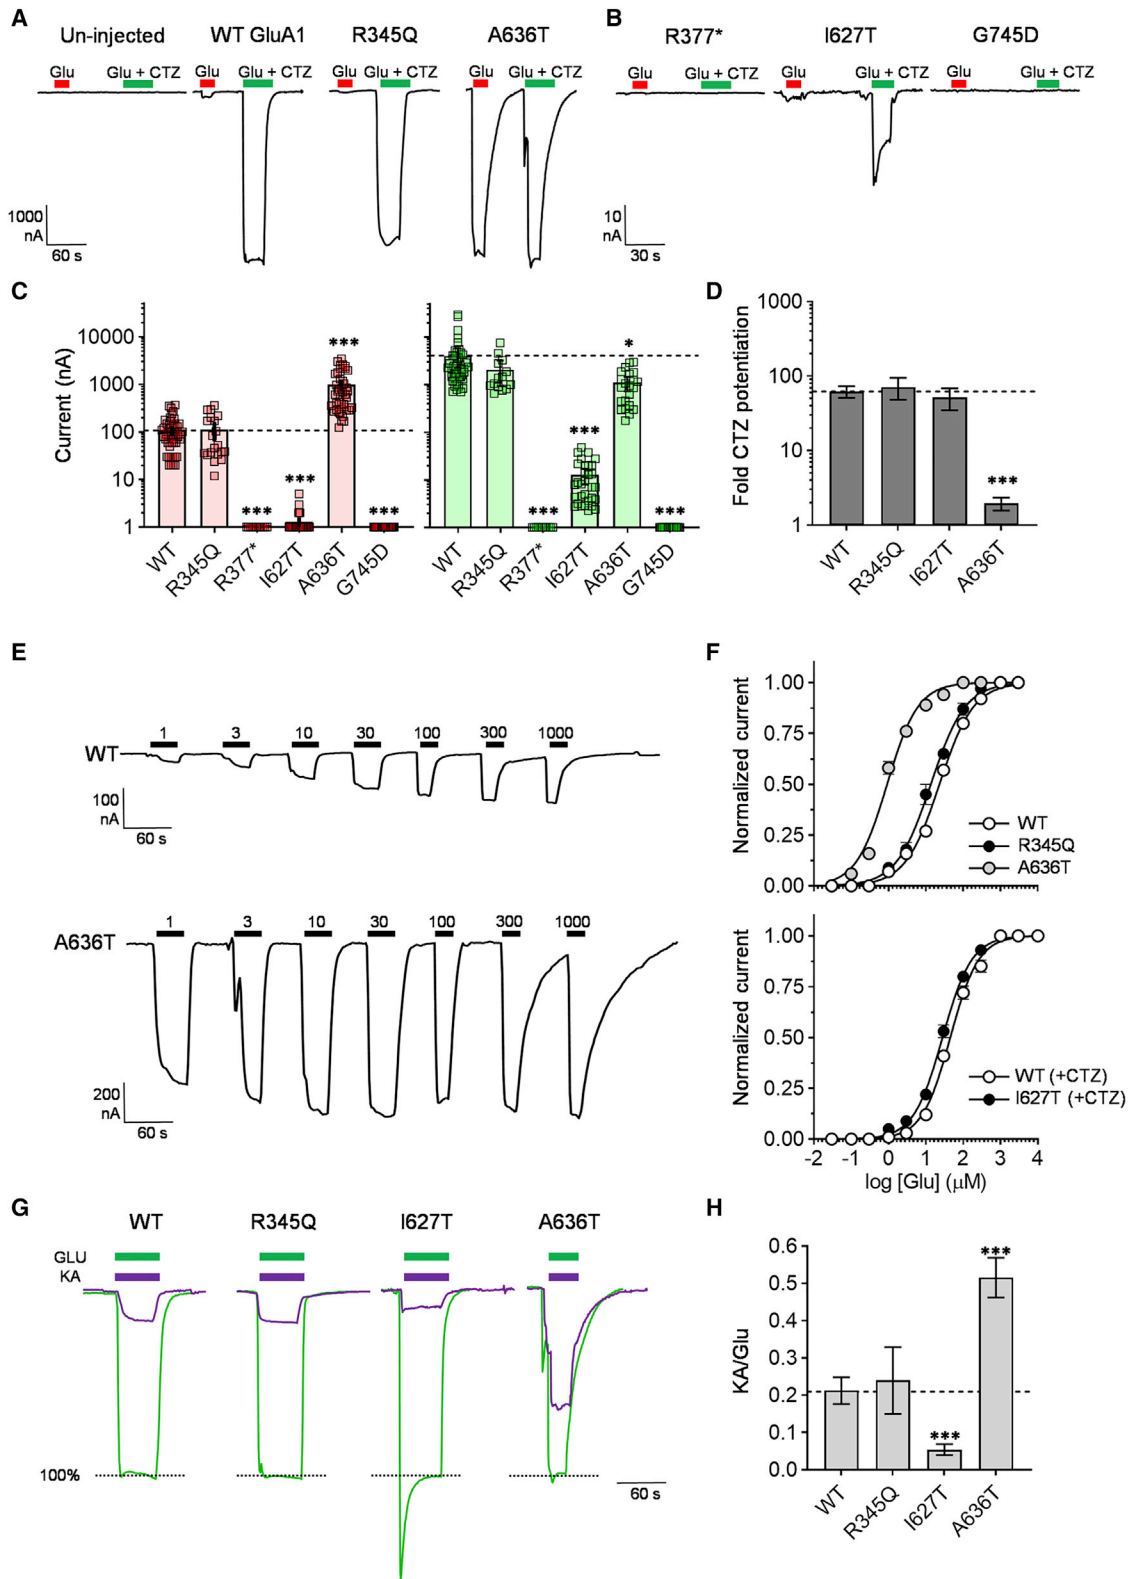 A
Un-injected WT GluA1 R345Q A636T
Glu Glu + CTZ Glu Glu + CTZ Glu Glu + CTZ Glu Glu + CTZ
1000
nA
60 s
B
R377* I627T G745D
Glu Glu + CTZ Glu Glu + CTZ Glu Glu + CTZ
10
nA
30 s
C
Current (nA)
10000
1000
100
10
1
*** *** *** ***
WT R345Q R377* I627T A636T G745D
*** *** * ***
WT R345Q R377* I627T A636T G745D
D
Fold CTZ potentiation
1000
100
10
1
***
WT R345Q I627T A636T
E
WT
1 3 10 30 100 300 1000
100
nA
60 s
A636T
1 3 10 30 100 300 1000
200
nA
60 s
F
Normalized current
1.00
0.75
0.50
0.25
0.00
WT
R345Q
A636T
Normalized current
1.00
0.75
0.50
0.25
0.00
WT (+CTZ)
I627T (+CTZ)
-2 -1 0 1 2 3 4
log [Glu] (μM)
G
WT R345Q I627T A636T
GLU
KA
100%
60 s
H
KA/Glu
0.6
0.5
0.4
0.3
0.2
0.1
0.0
*** ***
WT R345Q I627T A636T